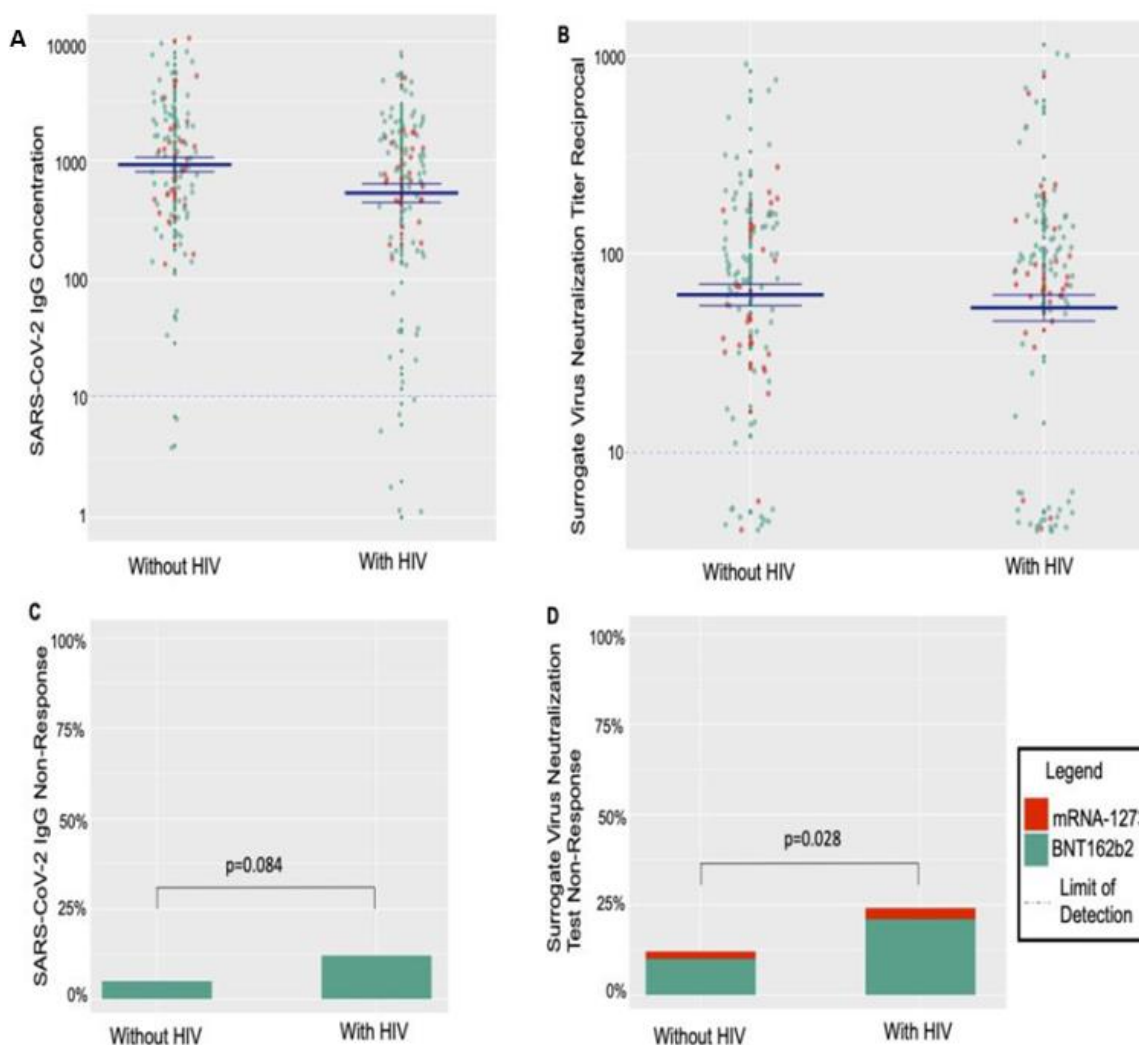 A
SARS-CoV-2 IgG Concentration
10000
1000
100
10
1
Without HIV
With HIV
B
Surrogate Virus Neutralization Titer Reciprocal
1000
100
10
Without HIV
With HIV
C
SARS-CoV-2 IgG Non-Response
100%
75%
50%
25%
0%
p=0.084
Without HIV
With HIV
D
Surrogate Virus Neutralization
Test Non-Response
100%
75%
50%
25%
0%
p=0.028
Without HIV
With HIV
Legend
mRNA-1273
BNT162b2
Limit of
Detection